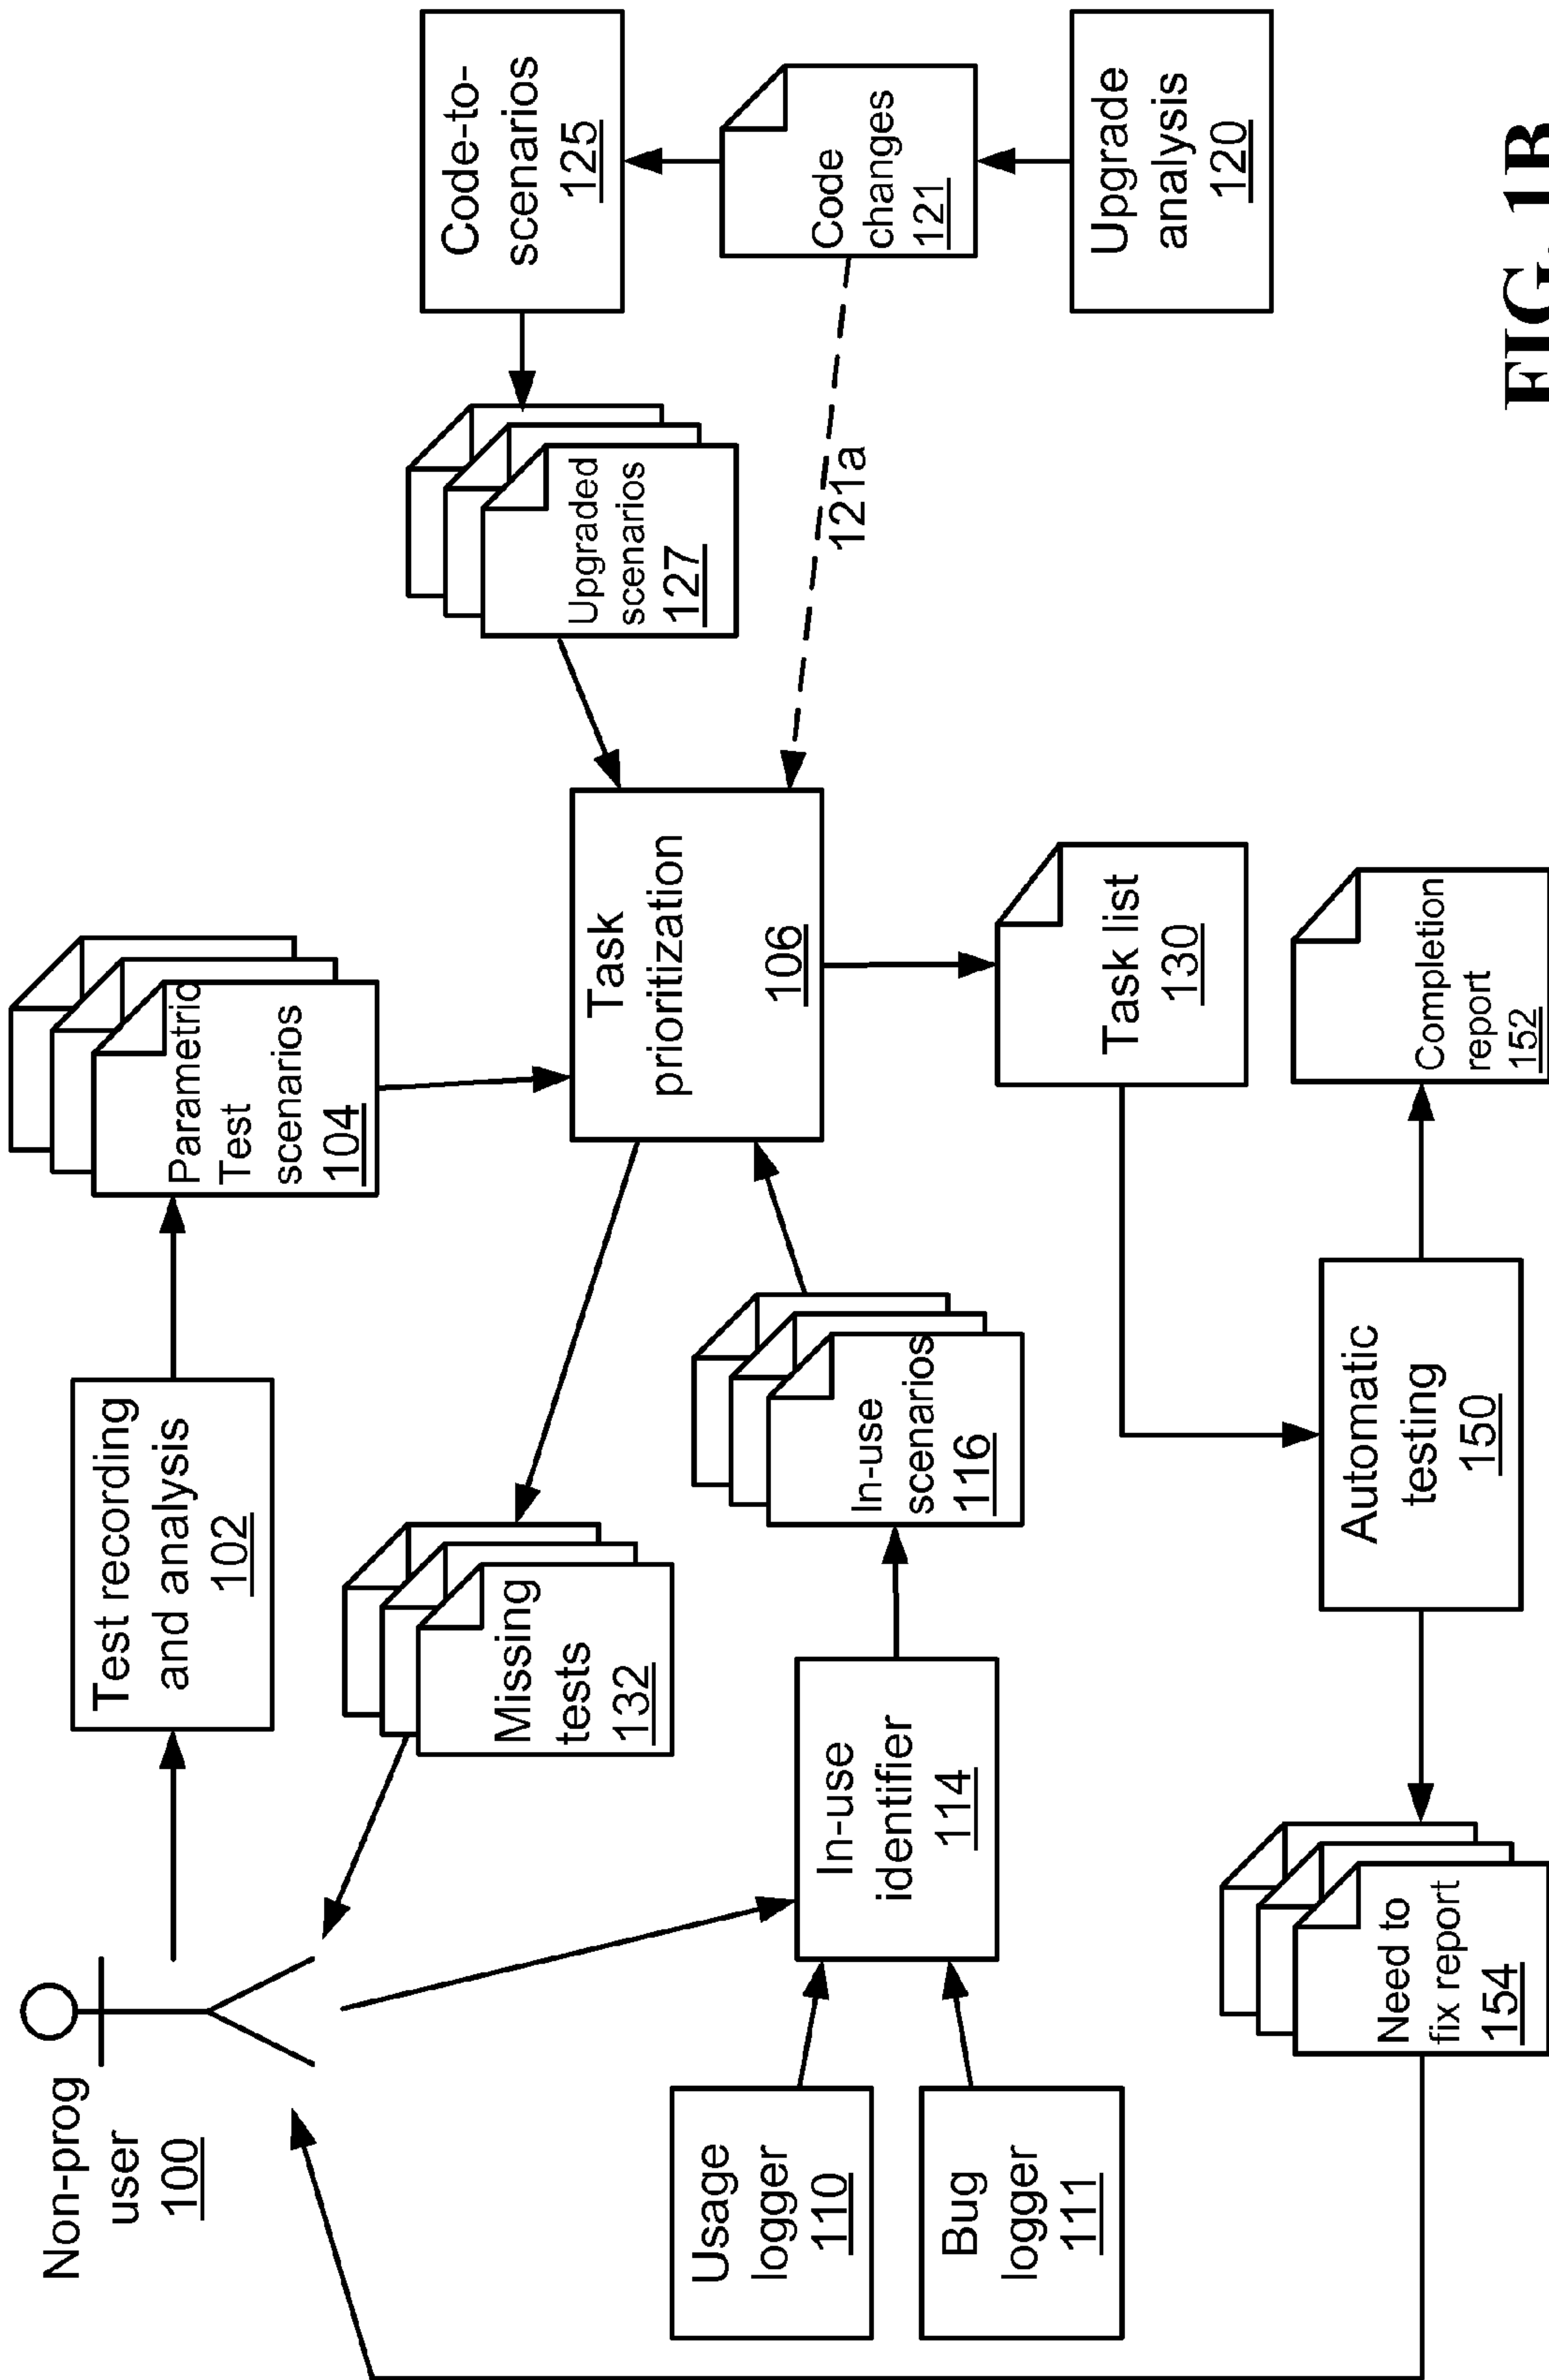 Non-prog
user
100
Test recording
and analysis
102
Parametric
Test
scenarios
104
Code-to-
scenarios
125
Upgraded
scenarios
127
Code
changes
121
121a
Upgrade
analysis
120
Missing
tests
132
Task
prioritization
106
Usage
logger
110
Bug
logger
111
In-use
identifier
114
In-use
scenarios
116
Task list
130
Need to
fix report
154
Automatic
testing
150
Completion
report
152
FIG. 1B